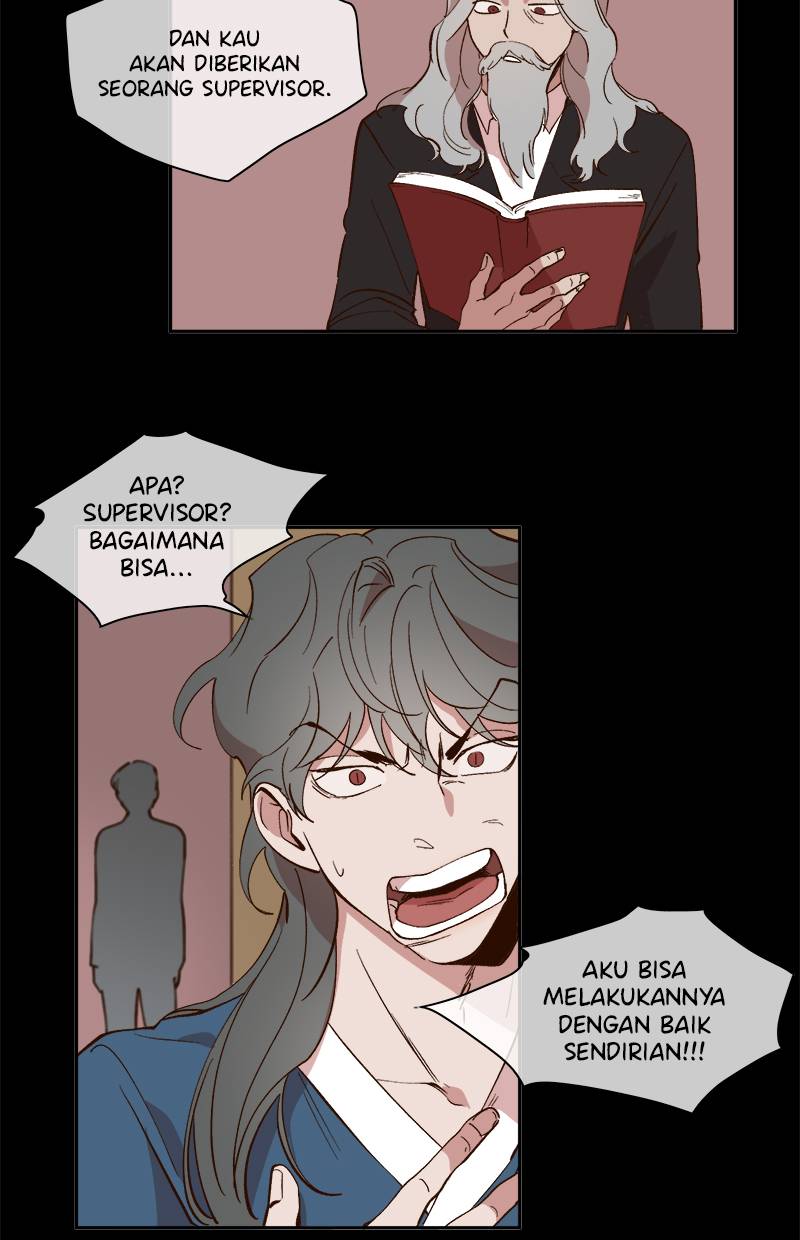 DAN KAU
AKAN DIBERIKAN
SEORANG SUPERVISOR.
APA?
SUPERVISOR?
BAGAIMANA
BISA...
AKU BISA
MELAKUKANNYA
DENGAN BAIK
SENDIRIAN!!!